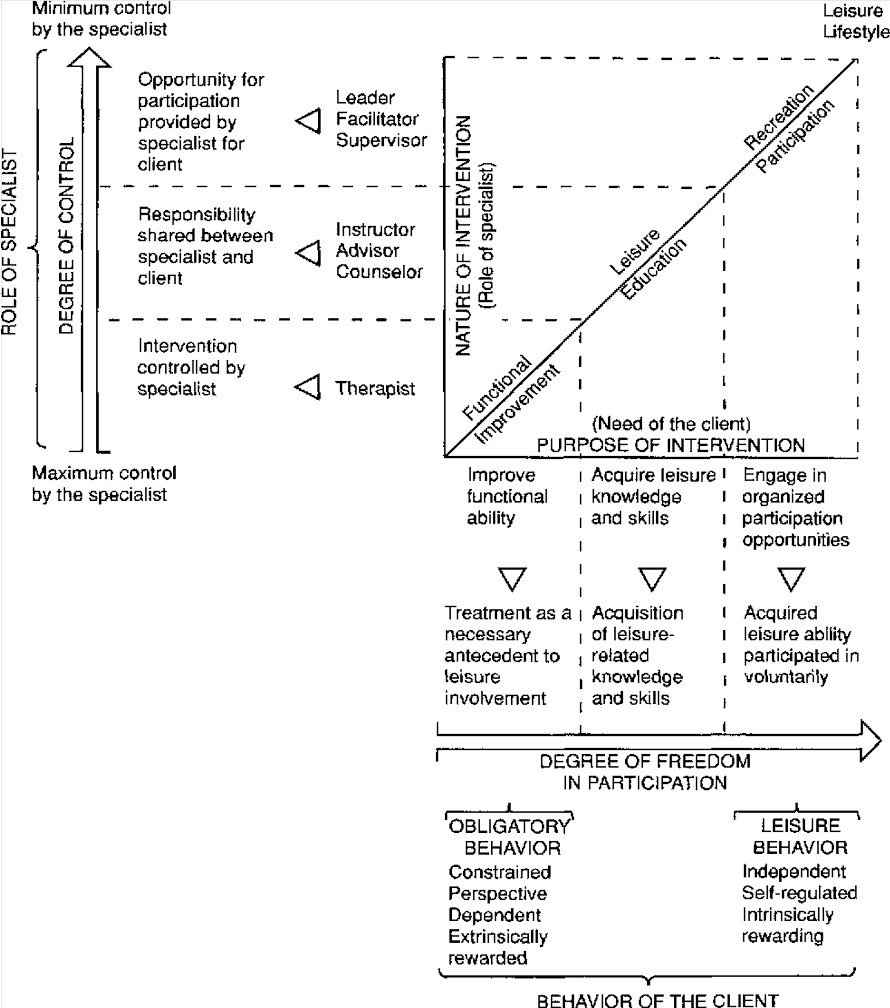 Minimum control
by the specialist
Leisure
Lifestyle
ROLE OF SPECIALIST
DEGREE OF CONTROL
Opportunity for
participation
provided by
specialist for
client
Leader
Facilitator
Supervisor
Responsibility
shared between
specialist and
client
Instructor
Advisor
Counselor
Intervention
controlled by
specialist
Therapist
Maximum control
by the specialist
NATURE OF INTERVENTION
(Role of specialist)
Recreation
Participation
Leisure
Education
Functional
Improvement
(Need of the client)
PURPOSE OF INTERVENTION
Improve
functional
ability
Acquire leisure
knowledge
and skills
Engage in
organized
participation
opportunities
Treatment as a
necessary
antecedent to
leisure
involvement
Acquisition
of leisure-
related
knowledge
and skills
Acquired
leisure ability
participated in
voluntarily
DEGREE OF FREEDOM
IN PARTICIPATION
OBLIGATORY
BEHAVIOR
Constrained
Perspective
Dependent
Extrinsically
rewarded
LEISURE
BEHAVIOR
Independent
Self-regulated
Intrinsically
rewarding
BEHAVIOR OF THE CLIENT